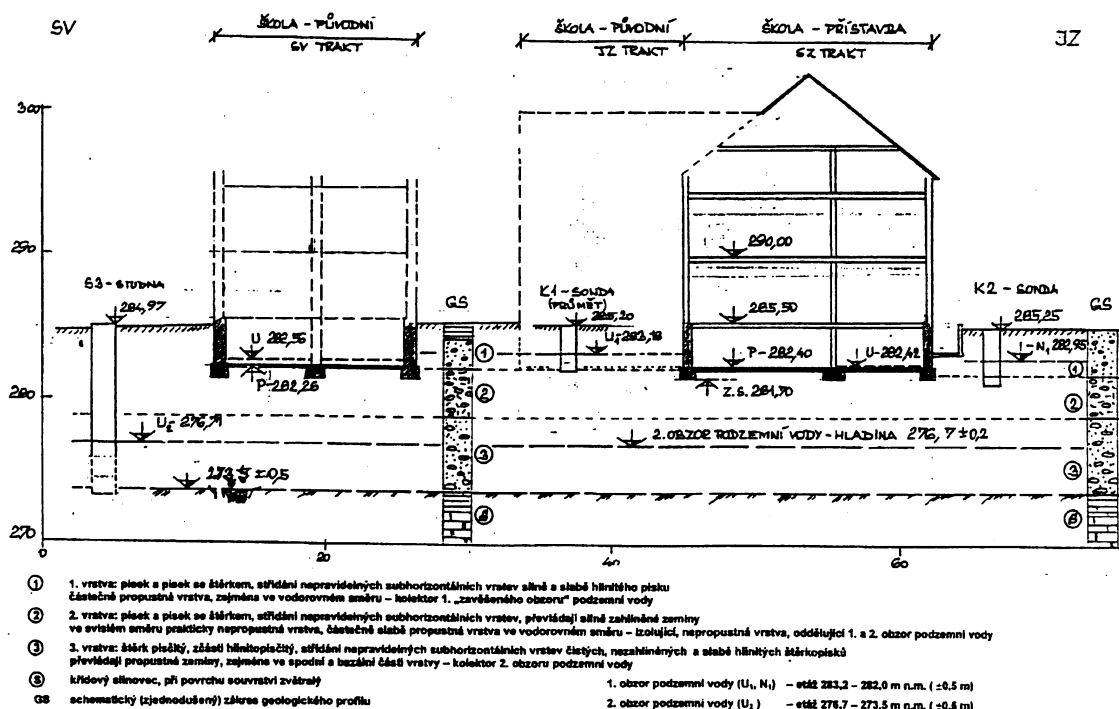 SV
ŠKOLA - PŮVODNÍ
SV TRAKT
ŠKOLA - PŮVODNÍ
JZ TRAKT
ŠKOLA - PŘÍSTAVBA
SZ TRAKT
JZ
300
290
280
270
0
20
40
60
S3 - STUDNA
284,97
U 282,56
P-282,26
GS
K1 - SONDA
(PRŮMĚT)
285,20
U1-283,18
290,00
285,50
P-282,40
U-282,42
Z.S. 281,70
K2 - SONDA
285,25
N1 282,95
GS
1
1
2
2
3
3
S
U2- 276,71
2. OBZOR PODZEMNÍ VODY - HLADINA 276,7 ±0,2
273,5 ±0,5
1 1. vrstva: písek a písek se štěrkem, střídání nepravidelných subhorizontálních vrstev silně a slabě hlinitého písku
částečně propustná vrstva, zejména ve vodorovném směru – kolektor 1. „zavěšeného obzoru" podzemní vody
2 2. vrstva: písek a písek se štěrkem, střídání nepravidelných subhorizontálních vrstev, převládají silně zahliněné zeminy
ve svislém směru prakticky nepropustná vrstva, částečně slabě propustná vrstva ve vodorovném směru – izolující, nepropustná vrstva, oddělující 1. a 2. obzor podzemní vody
3 3. vrstva: štěrk písčitý, zčásti hlinitopísčitý, střídání nepravidelných subhorizontálních vrstev čistých, nezahliněných a slabě hlinitých štěrkopísků
převládají propustné zeminy, zejména ve spodní a bazální části vrstvy – kolektor 2. obzoru podzemní vody
S křídový slínovec, při povrchu souvrství zvětralý
GS schematický (zjednodušený) zákres geologického profilu
1. obzor podzemní vody (U1, N1) – etáž 283,2 – 282,0 m n.m. ( ±0,5 m)
2. obzor podzemní vody (U2 ) – etáž 276,7 – 273,5 m n.m. ( ±0,5 m)